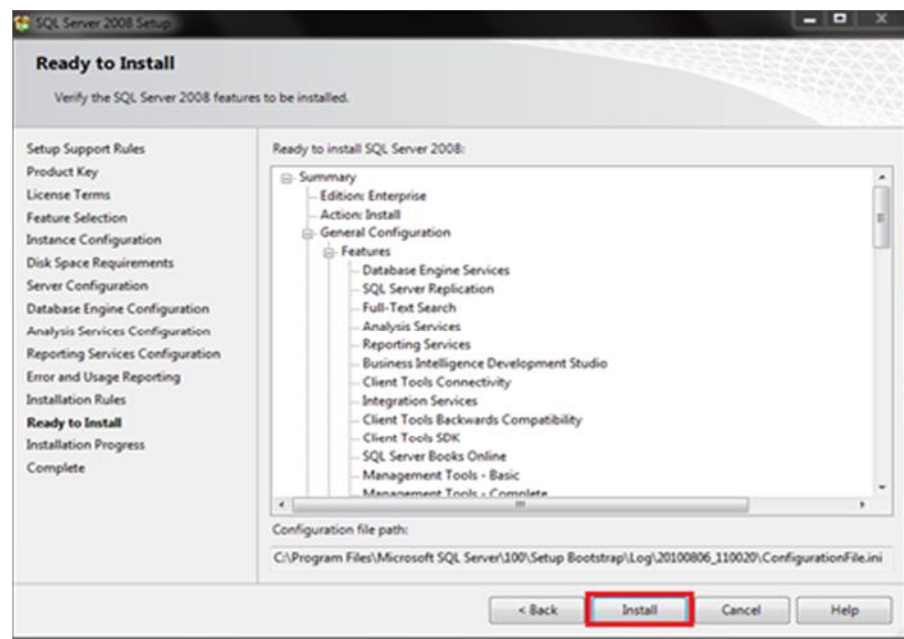 SQL Server 2008 Setup
Ready to Install
Verify the SQL Server 2008 features to be installed.
Setup Support Rules
Product Key
License Terms
Feature Selection
Instance Configuration
Disk Space Requirements
Server Configuration
Database Engine Configuration
Analysis Services Configuration
Reporting Services Configuration
Error and Usage Reporting
Installation Rules
Ready to Install
Installation Progress
Complete
Ready to install SQL Server 2008:
Summary
Edition: Enterprise
Action: Install
General Configuration
Features
Database Engine Services
SQL Server Replication
Full-Text Search
Analysis Services
Reporting Services
Business Intelligence Development Studio
Client Tools Connectivity
Integration Services
Client Tools Backwards Compatibility
Client Tools SDK
SQL Server Books Online
Management Tools - Basic
Management Tools - Complete
Configuration file path:
C:\Program Files\Microsoft SQL Server\100\Setup Bootstrap\Log\20100806_110020\ConfigurationFile.ini
< Back Install Cancel Help